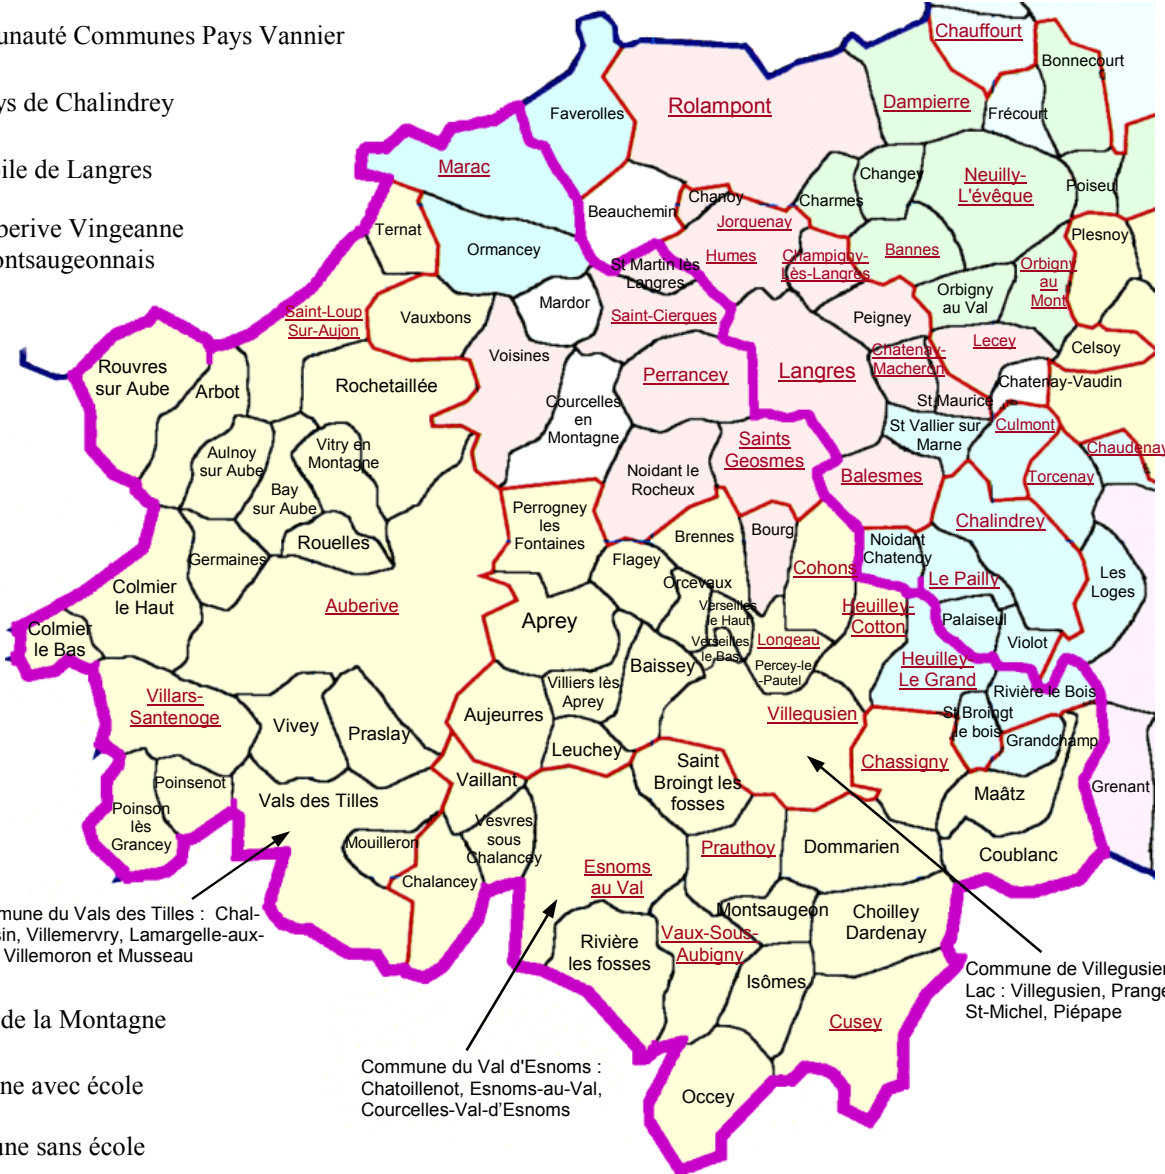 unauté Communes Pays Vannier
ys de Chalindrey
oile de Langres
berive Vingeanne
ontsaugeonnais
Chauffourt
Bonnecourt
Rolampont
Dampierre
Faverolles
Frécourt
Marac
Changey
Neuilly-
L'évêque
Poiseul
Charmes
Chanoy
Beauchemin
Jorquenay
Ternat
Plesnoy
Ormancey
Humes
Champigny-
Lès-Langres
Bannes
St Martin lès
Langres
Orbigny
au
Mont
Orbigny
au Val
Mardor
Saint-Loup
Sur-Aujon
Vauxbons
Saint-Ciergues
Peigney
Lecey
Celsoy
Voisines
Chatenay-
Macheron
Rouvres
sur Aube
Arbot
Rochetaillée
Perrancey
Langres
Chatenay-Vaudin
St Maurice
Courcelles
en
Montagne
St Vallier sur
Marne
Culmont
Chaudenay
Aulnoy
sur Aube
Vitry en
Montagne
Saints
Geosmes
Noidant le
Rocheux
Balesmes
Torcenay
Bay
sur Aube
Perrogney
les
Fontaines
Bourg
Chalindrey
Rouelles
Brennes
Noidant
Chatenoy
Germaines
Flagey
Cohons
Le Pailly
Les
Loges
Colmier
le Haut
Orcevaux
Auberive
Verseilles
le Haut
Heuilley-
Cotton
Aprey
Palaiseul
Colmier
le Bas
Verseilles
le Bas
Longeau
Violot
Baissey
Percey-le
-Pautel
Heuilley-
Le Grand
Villars-
Santenoge
Villiers lès
Aprey
Rivière le Bois
Vivey
Praslay
Aujeurres
Villegusien
St Broingt
le bois
Grandchamp
Leuchey
Saint
Broingt les
fosses
Chassigny
Poinsenot
Vaillant
Maâtz
Grenant
Vals des Tilles
Poinson
lès
Grancey
Vesvres
sous
Chalancey
Mouilleron
Prauthoy
Dommarien
Coublanc
Chalancey
Esnoms
au Val
Montsaugeon
Choilley
Dardenay
mmune du Vals des Tilles : Chal-
sin, Villemervry, Lamargelle-aux-
Villemoron et Musseau
Vaux-Sous-
Aubigny
Rivière
les fosses
Isômes
Commune de Villegusien
Lac : Villegusien, Prange
St-Michel, Piépape
Cusey
de la Montagne
Commune du Val d'Esnoms :
Chatoillenot, Esnoms-au-Val,
Courcelles-Val-d'Esnoms
ne avec école
Occey
une sans école